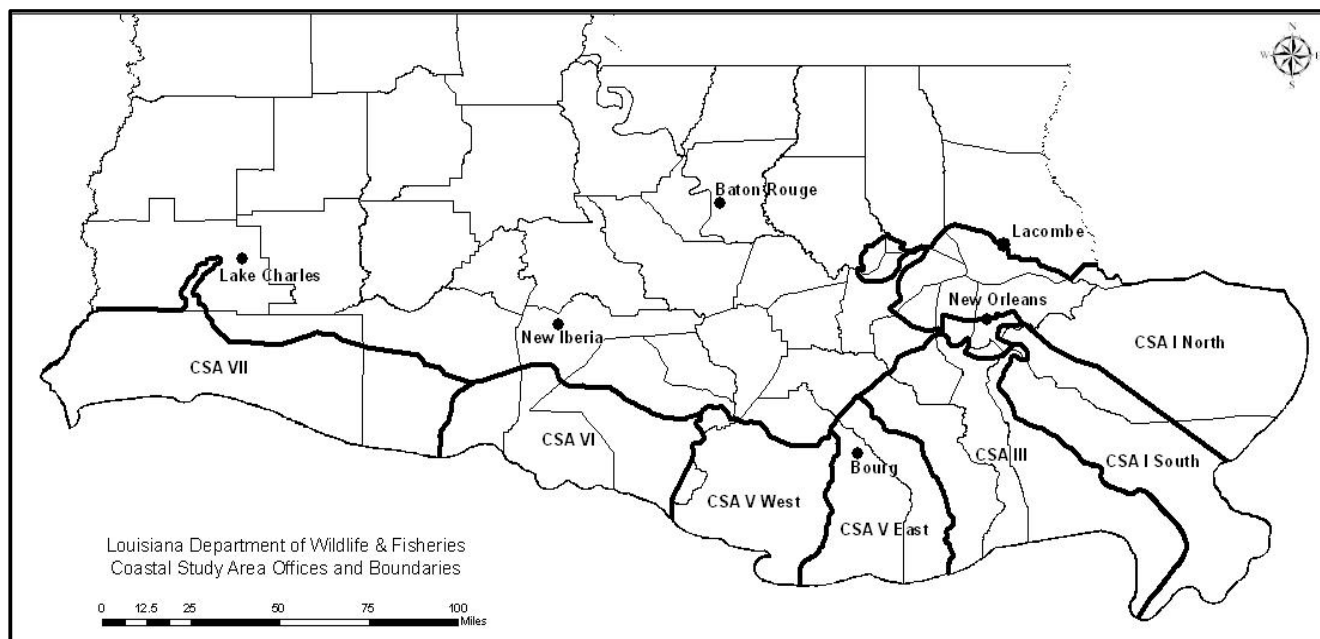 N
W
E
S
Baton Rouge
Lacombe
Lake Charles
New Orleans
New Iberia
CSA I North
CSA VII
CSA VI
CSA III
Bourg
CSA I South
CSA V West
CSA V East
Louisiana Department of Wildlife & Fisheries
Coastal Study Area Offices and Boundaries
0 12.5 25 50 75 100
Miles